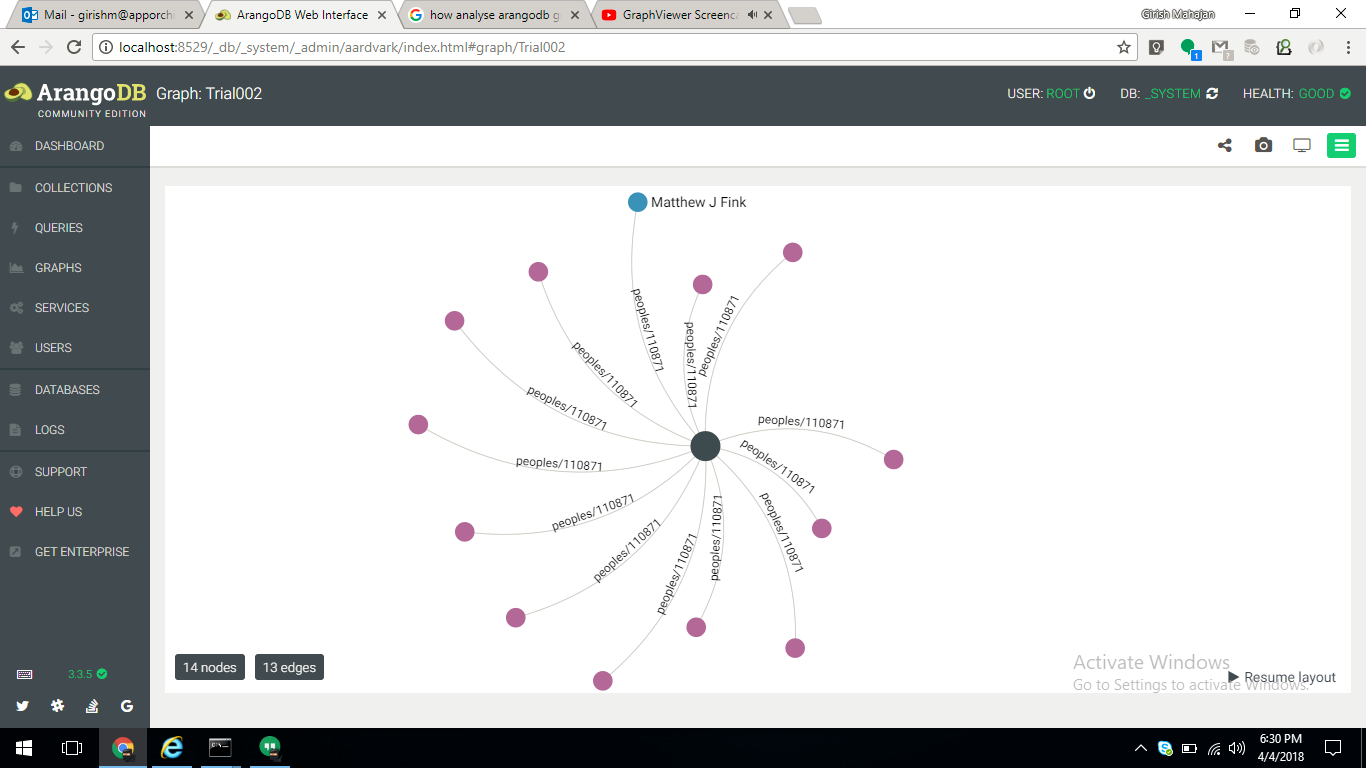 Mail - girishm@apporchi
ArangoDB Web Interface
how analyse arangodb g
GraphViewer Screenca
Girish Mahajan
localhost:8529/_db/_system/_admin/aardvark/index.html#graph/Trial002
1
7
ArangoDB
COMMUNITY EDITION
Graph: Trial002
USER: ROOT
DB: _SYSTEM
HEALTH: GOOD
DASHBOARD
COLLECTIONS
QUERIES
GRAPHS
SERVICES
USERS
DATABASES
LOGS
SUPPORT
HELP US
GET ENTERPRISE
3.3.5
Matthew J Fink
peoples/110871
peoples/110871
peoples/110871
peoples/110871
peoples/110871
peoples/110871
peoples/110871
peoples/110871
peoples/110871
peoples/110871
peoples/110871
peoples/110871
peoples/110871
14 nodes
13 edges
Activate Windows
Go to Settings to activate Windows.
Resume layout
6:30 PM
4/4/2018